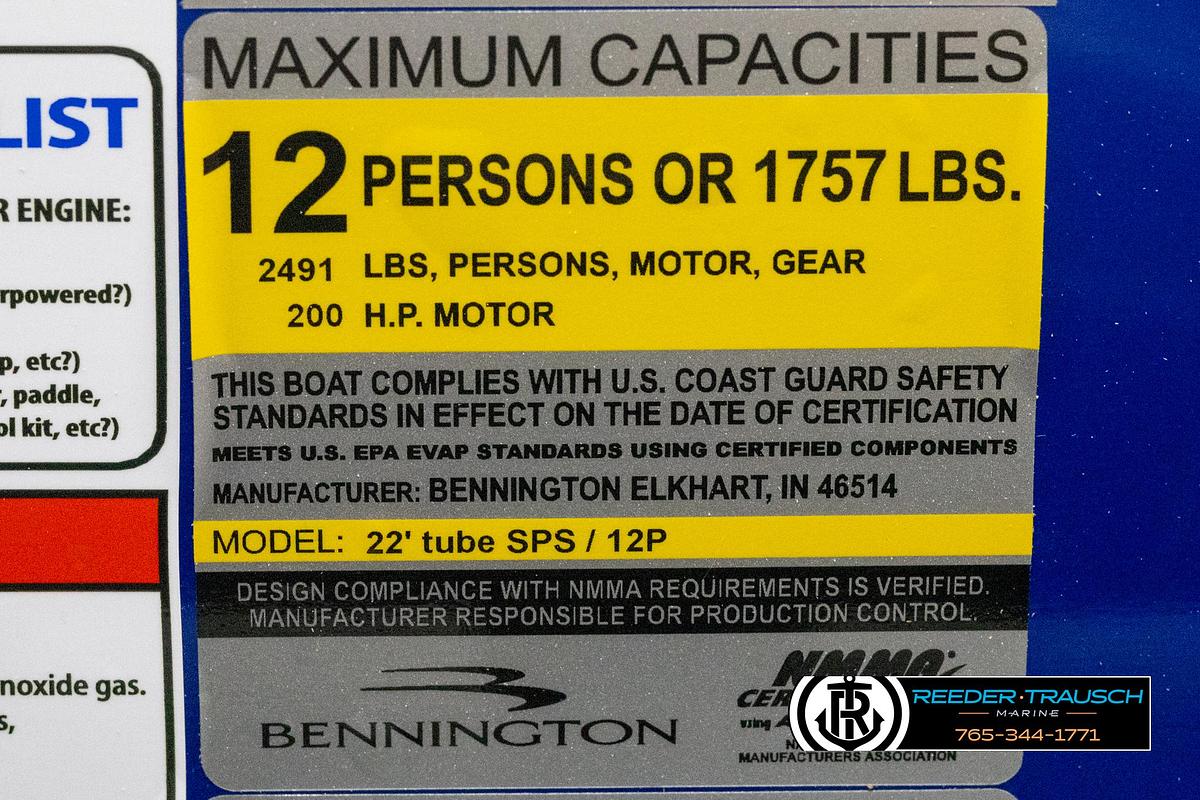 LIST
R ENGINE:
rpowered?)
p, etc?)
, paddle,
ol kit, etc?)
noxide gas.
s,
MAXIMUM CAPACITIES
12 PERSONS OR 1757 LBS.
2491 LBS, PERSONS, MOTOR, GEAR
200 H.P. MOTOR
THIS BOAT COMPLIES WITH U.S. COAST GUARD SAFETY
STANDARDS IN EFFECT ON THE DATE OF CERTIFICATION
MEETS U.S. EPA EVAP STANDARDS USING CERTIFIED COMPONENTS
MANUFACTURER: BENNINGTON ELKHART, IN 46514
MODEL: 22' tube SPS / 12P
DESIGN COMPLIANCE WITH NMMA REQUIREMENTS IS VERIFIED.
MANUFACTURER RESPONSIBLE FOR PRODUCTION CONTROL.
BENNINGTON
NMMA
using
MANUFACTURERS ASSOCIATION
REEDER·TRAUSCH
MARINE
765-344-1771